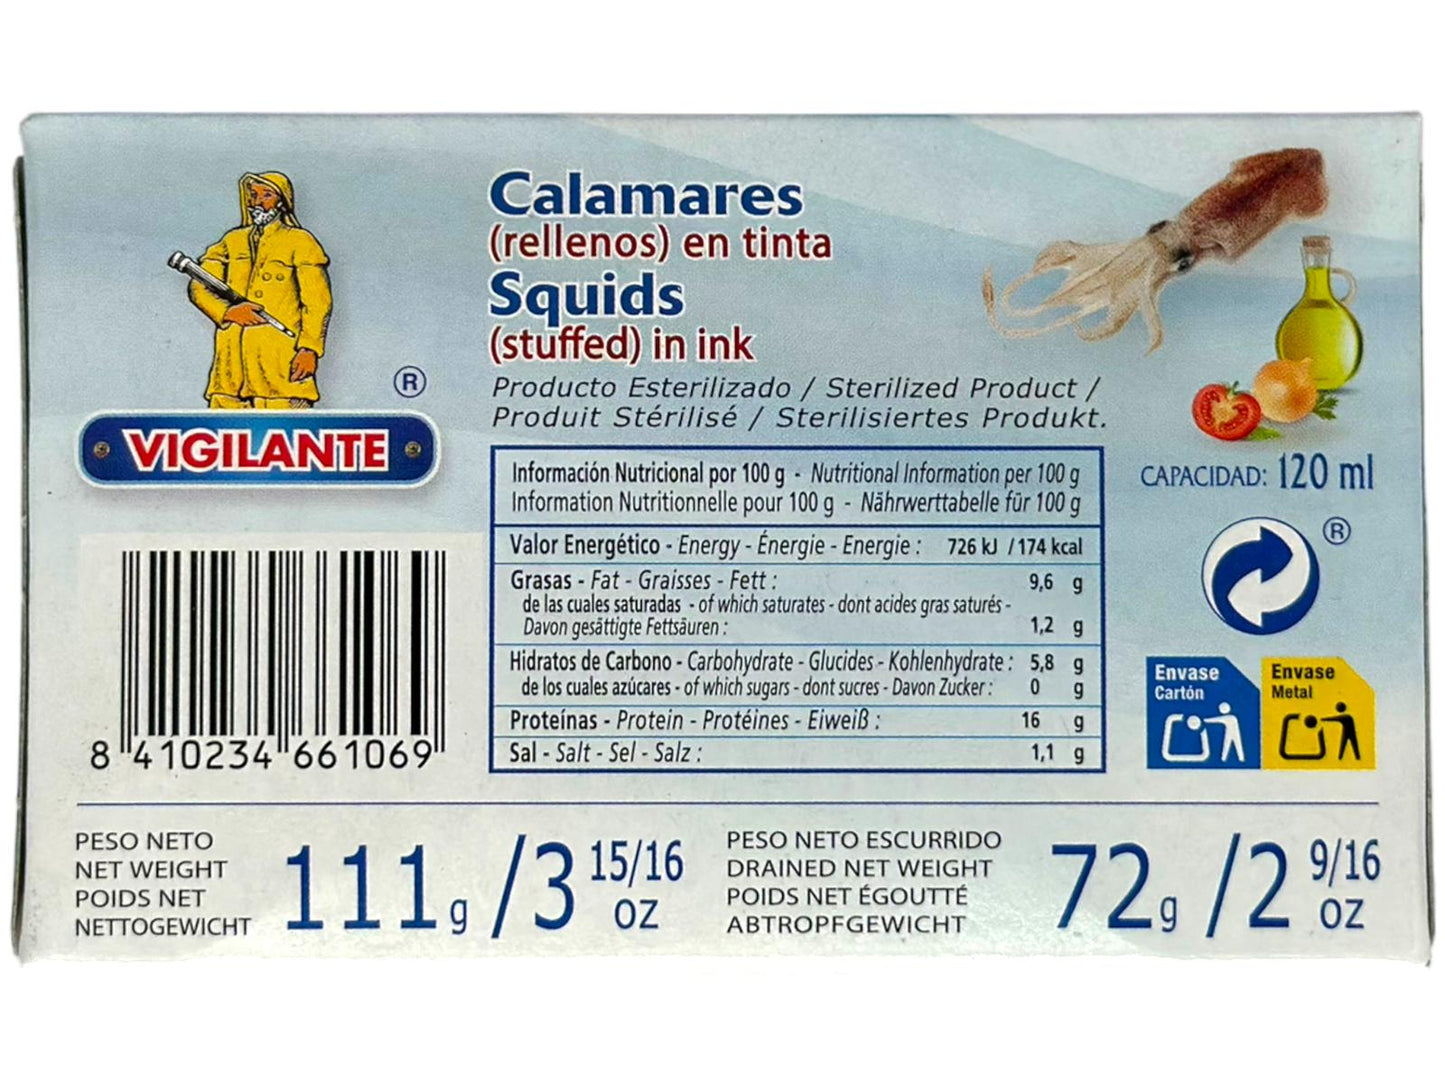 Calamares
(rellenos) en tinta
Squids
(stuffed) in ink
Producto Esterilizado / Sterilized Product /
Produit Stérilisé / Sterilisiertes Produkt.
®
VIGILANTE
Información Nutricional por 100 g - Nutritional Information per 100 g
Information Nutritionnelle pour 100 g - Nährwerttabelle für 100 g
Valor Energético - Energy - Énergie - Energie : 726 kJ / 174 kcal
Grasas - Fat - Graisses - Fett : 9,6 g
de las cuales saturadas - of which saturates - dont acides gras saturés -
Davon gesättigte Fettsäuren : 1,2 g
Hidratos de Carbono - Carbohydrate - Glucides - Kohlenhydrate : 5,8 g
de los cuales azúcares - of which sugars - dont sucres - Davon Zucker : 0 g
Proteínas - Protein - Protéines - Eiweiß : 16 g
Sal - Salt - Sel - Salz : 1,1 g
CAPACIDAD: 120 ml
®
Envase
Cartón
Envase
Metal
8 410234 661069
PESO NETO
NET WEIGHT
POIDS NET
NETTOGEWICHT
111g / 3 15/16 oz
PESO NETO ESCURRIDO
DRAINED NET WEIGHT
POIDS NET ÉGOUTTÉ
ABTROPFGEWICHT
72g / 2 9/16 oz